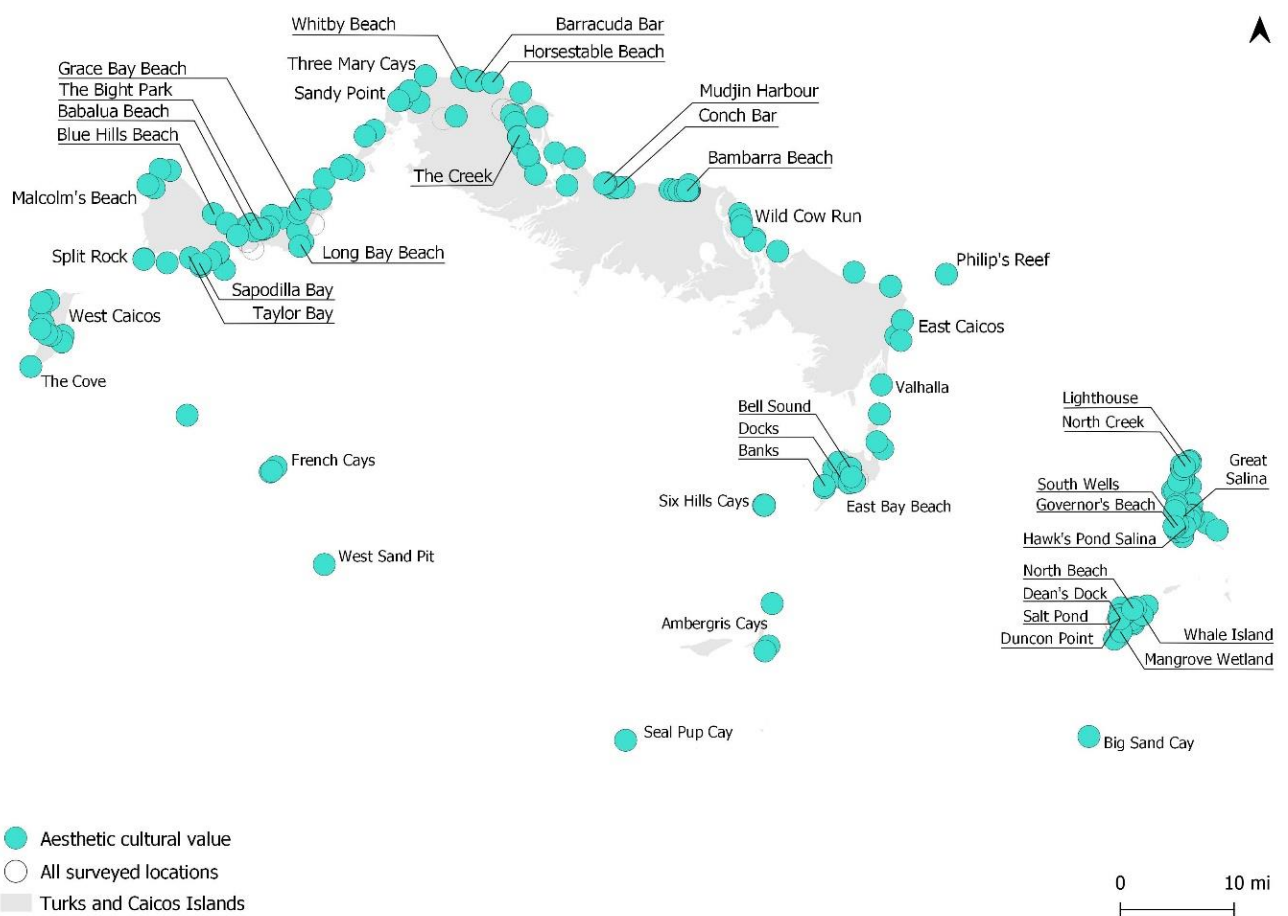 Whitby Beach
Barracuda Bar
Horsestable Beach
Three Mary Cays
Sandy Point
Grace Bay Beach
The Bight Park
Babalua Beach
Blue Hills Beach
Mudjin Harbour
Conch Bar
Bambarra Beach
The Creek
Malcolm's Beach
Wild Cow Run
Split Rock
Long Bay Beach
Philip's Reef
Sapodilla Bay
Taylor Bay
West Caicos
East Caicos
The Cove
Valhalla
Lighthouse
North Creek
Bell Sound
Docks
Banks
French Cays
Great
Salina
South Wells
Governor's Beach
Six Hills Cays
East Bay Beach
Hawk's Pond Salina
West Sand Pit
North Beach
Dean's Dock
Salt Pond
Duncon Point
Ambergris Cays
Whale Island
Mangrove Wetland
Seal Pup Cay
Big Sand Cay
Aesthetic cultural value
All surveyed locations
Turks and Caicos Islands
0 10 mi